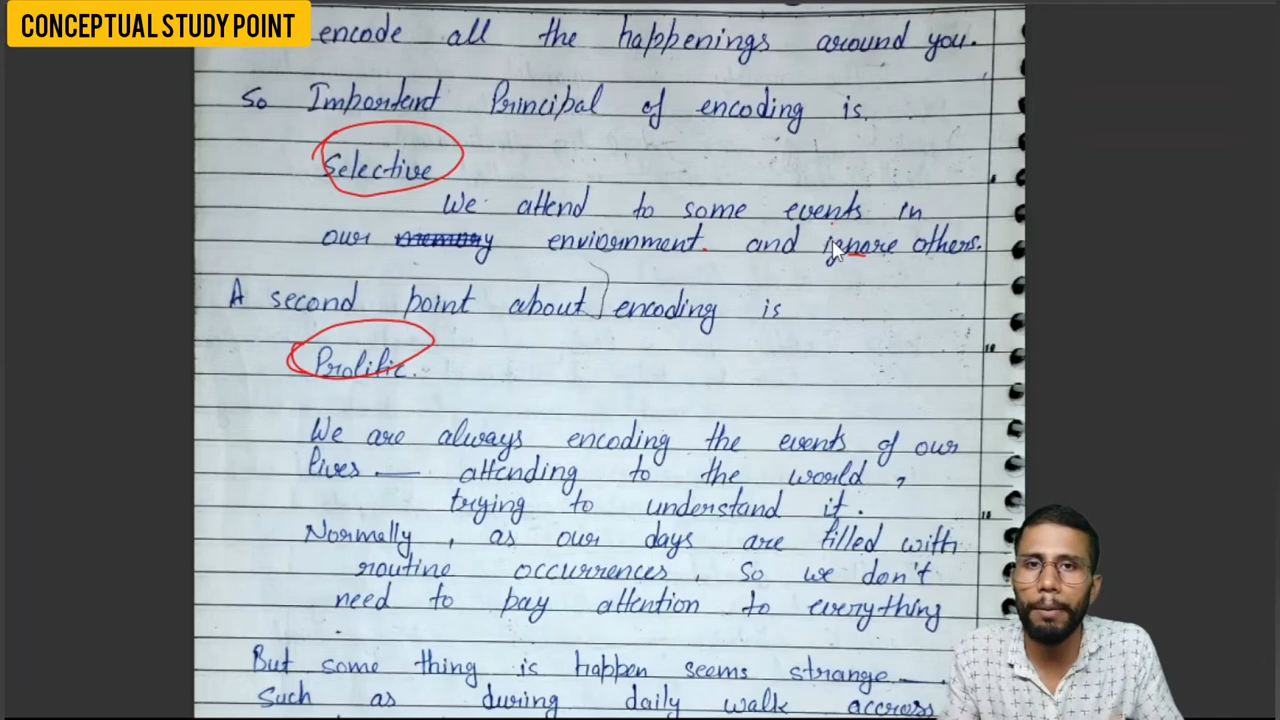 CONCEPTUAL STUDY POINT
encode all the happenings around you.
So Important Principal of encoding is.
Selective
We attend to some events in
our memory enviornment. and ignore others.
A second point about encoding is
Prolific.
We are always encoding the events of our
lives — attending to the world,
trying to understand it.
Normally, as our days are filled with
routine occurrences, so we don't
need to pay attention to everything
But some thing is happen seems strange —
Such as during daily walk accross